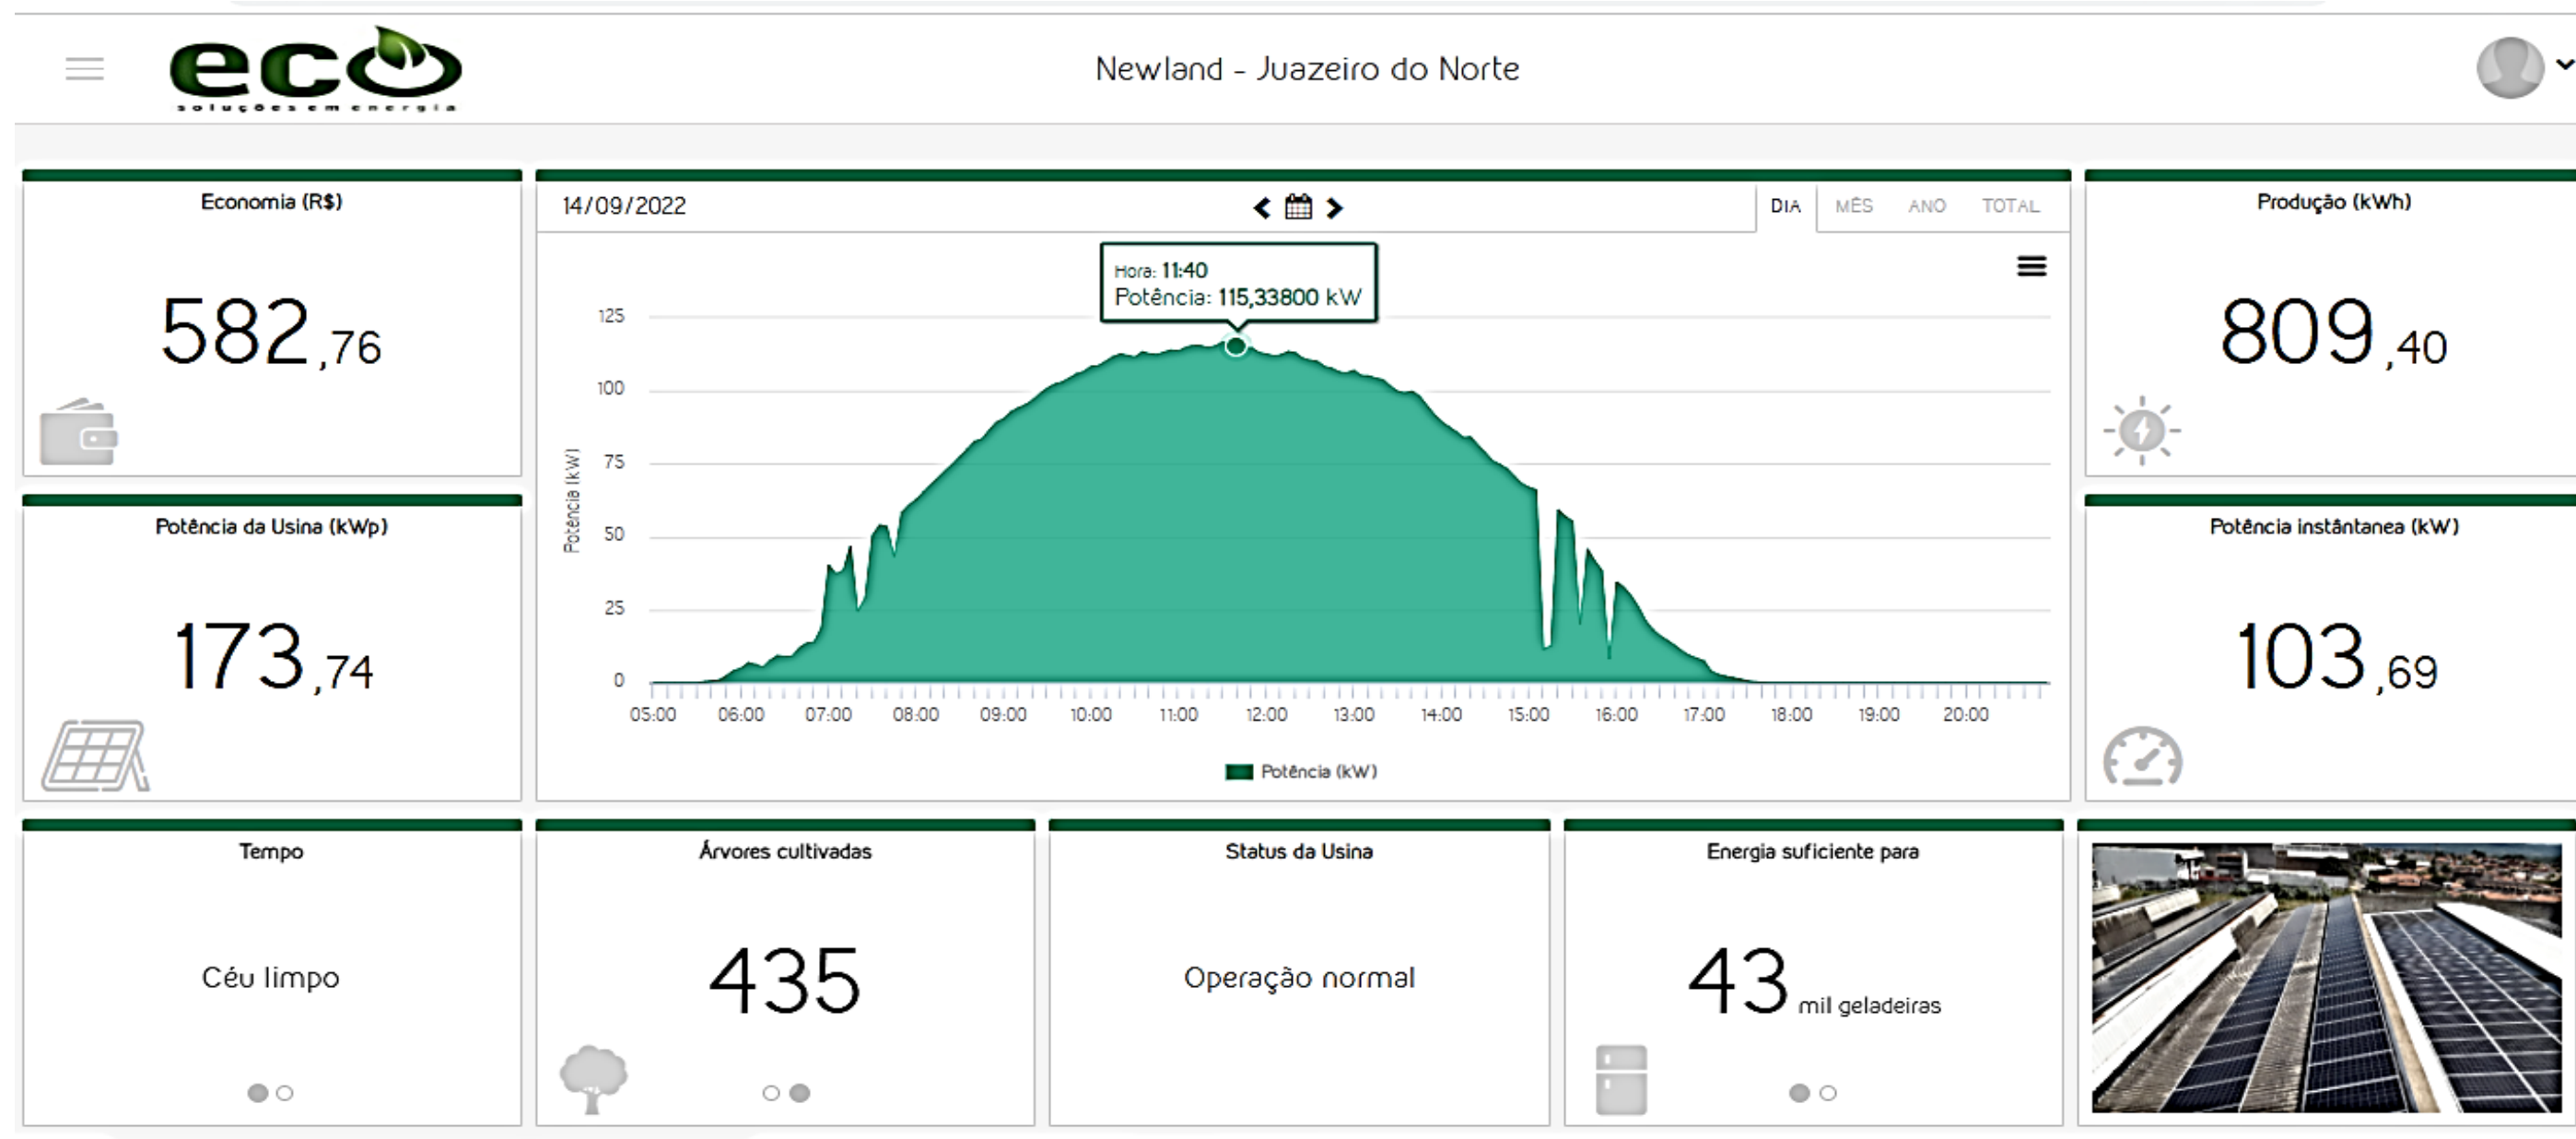 eco
soluções em energia
Newland - Juazeiro do Norte
Economia (R$)
582,76
14/09/2022
DIA MÊS ANO TOTAL
Hora: 11:40
Potência: 115,33800 kW
Potência (kW)
125
100
75
50
25
0
05:00 06:00 07:00 08:00 09:00 10:00 11:00 12:00 13:00 14:00 15:00 16:00 17:00 18:00 19:00 20:00
Potência (kW)
Produção (kWh)
809,40
Potência da Usina (kWp)
173,74
Potência instântanea (kW)
103,69
Tempo
Céu limpo
Árvores cultivadas
435
Status da Usina
Operação normal
Energia suficiente para
43 mil geladeiras